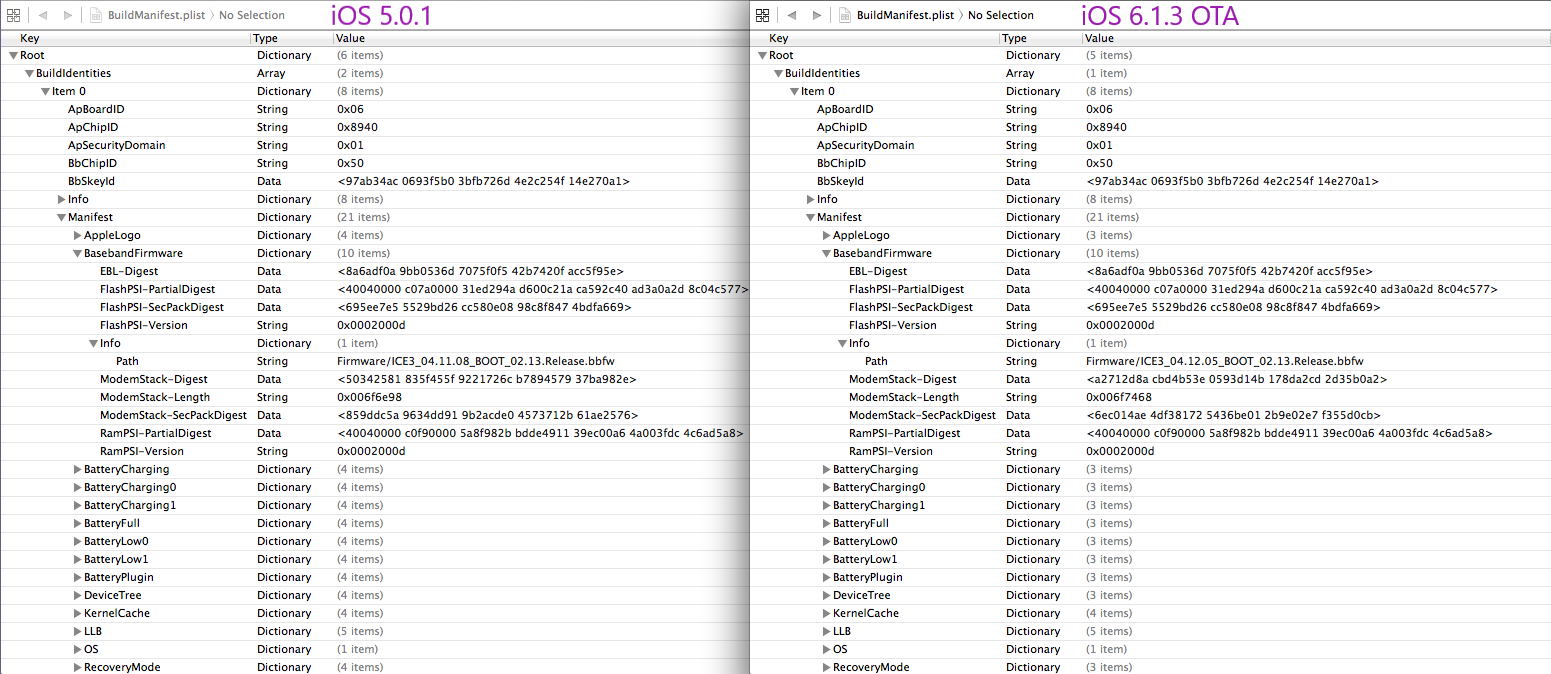 BuildManifest.plist 〉 No Selection iOS 5.0.1
Key Type Value
Root Dictionary (6 items)
BuildIdentities Array (2 items)
Item 0 Dictionary (8 items)
ApBoardID String 0x06
ApChipID String 0x8940
ApSecurityDomain String 0x01
BbChipID String 0x50
BbSkeyId Data <97ab34ac 0693f5b0 3bfb726d 4e2c254f 14e270a1>
Info Dictionary (8 items)
Manifest Dictionary (21 items)
AppleLogo Dictionary (4 items)
BasebandFirmware Dictionary (10 items)
EBL-Digest Data <8a6adf0a 9bb0536d 7075f0f5 42b7420f acc5f95e>
FlashPSI-PartialDigest Data <40040000 c07a0000 31ed294a d600c21a ca592c40 ad3a0a2d 8c04c577>
FlashPSI-SecPackDigest Data <695ee7e5 5529bd26 cc580e08 98c8f847 4bdfa669>
FlashPSI-Version String 0x0002000d
Info Dictionary (1 item)
Path String Firmware/ICE3_04.11.08_BOOT_02.13.Release.bbfw
ModemStack-Digest Data <50342581 835f455f 9221726c b7894579 37ba982e>
ModemStack-Length String 0x006f6e98
ModemStack-SecPackDigest Data <859ddc5a 9634dd91 9b2acde0 4573712b 61ae2576>
RamPSI-PartialDigest Data <40040000 c0f90000 5a8f982b bdde4911 39ec00a6 4a003fdc 4c6ad5a8>
RamPSI-Version String 0x0002000d
BatteryCharging Dictionary (4 items)
BatteryCharging0 Dictionary (4 items)
BatteryCharging1 Dictionary (4 items)
BatteryFull Dictionary (4 items)
BatteryLow0 Dictionary (4 items)
BatteryLow1 Dictionary (4 items)
BatteryPlugin Dictionary (4 items)
DeviceTree Dictionary (4 items)
KernelCache Dictionary (4 items)
LLB Dictionary (5 items)
OS Dictionary (1 item)
RecoveryMode Dictionary (4 items)
BuildManifest.plist 〉 No Selection iOS 6.1.3 OTA
Key Type Value
Root Dictionary (5 items)
BuildIdentities Array (1 item)
Item 0 Dictionary (8 items)
ApBoardID String 0x06
ApChipID String 0x8940
ApSecurityDomain String 0x01
BbChipID String 0x50
BbSkeyId Data <97ab34ac 0693f5b0 3bfb726d 4e2c254f 14e270a1>
Info Dictionary (8 items)
Manifest Dictionary (21 items)
AppleLogo Dictionary (3 items)
BasebandFirmware Dictionary (10 items)
EBL-Digest Data <8a6adf0a 9bb0536d 7075f0f5 42b7420f acc5f95e>
FlashPSI-PartialDigest Data <40040000 c07a0000 31ed294a d600c21a ca592c40 ad3a0a2d 8c04c577>
FlashPSI-SecPackDigest Data <695ee7e5 5529bd26 cc580e08 98c8f847 4bdfa669>
FlashPSI-Version String 0x0002000d
Info Dictionary (1 item)
Path String Firmware/ICE3_04.12.05_BOOT_02.13.Release.bbfw
ModemStack-Digest Data <a2712d8a cbd4b53e 0593d14b 178da2cd 2d35b0a2>
ModemStack-Length String 0x006f7468
ModemStack-SecPackDigest Data <6ec014ae 4df38172 5436be01 2b9e02e7 f355d0cb>
RamPSI-PartialDigest Data <40040000 c0f90000 5a8f982b bdde4911 39ec00a6 4a003fdc 4c6ad5a8>
RamPSI-Version String 0x0002000d
BatteryCharging Dictionary (3 items)
BatteryCharging0 Dictionary (3 items)
BatteryCharging1 Dictionary (3 items)
BatteryFull Dictionary (3 items)
BatteryLow0 Dictionary (3 items)
BatteryLow1 Dictionary (3 items)
BatteryPlugin Dictionary (3 items)
DeviceTree Dictionary (3 items)
KernelCache Dictionary (4 items)
LLB Dictionary (5 items)
OS Dictionary (1 item)
RecoveryMode Dictionary (3 items)